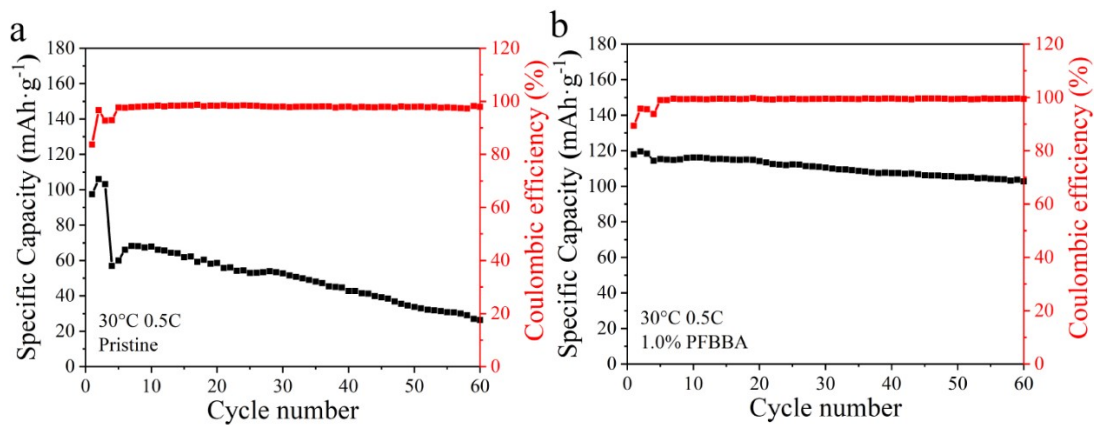 a
180
160
140
120
100
80
60
40
20
0
Specific Capacity (mAh·g⁻¹)
120
100
80
60
40
20
0
Coulombic efficiency (%)
30°C 0.5C
Pristine
0 10 20 30 40 50 60
Cycle number
b
180
160
140
120
100
80
60
40
20
0
Specific Capacity (mAh·g⁻¹)
120
100
80
60
40
20
0
Coulombic efficiency (%)
30°C 0.5C
1.0% PFBBA
0 10 20 30 40 50 60
Cycle number